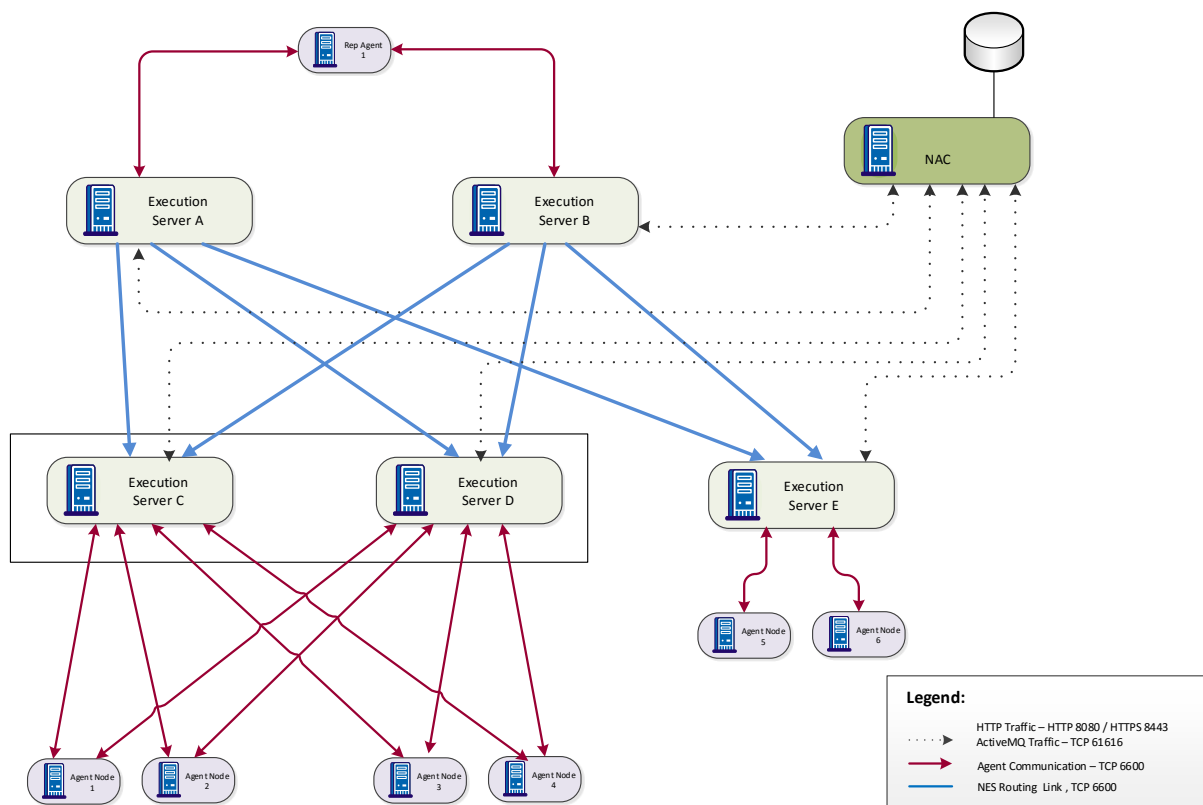 Rep Agent
1
NAC
Execution
Server A
Execution
Server B
Execution
Server C
Execution
Server D
Execution
Server E
Agent Node
5
Agent Node
6
Agent Node
1
Agent Node
2
Agent Node
3
Agent Node
4
Legend:
HTTP Traffic – HTTP 8080 / HTTPS 8443
ActiveMQ Traffic – TCP 61616
Agent Communication – TCP 6600
NES Routing Link , TCP 6600